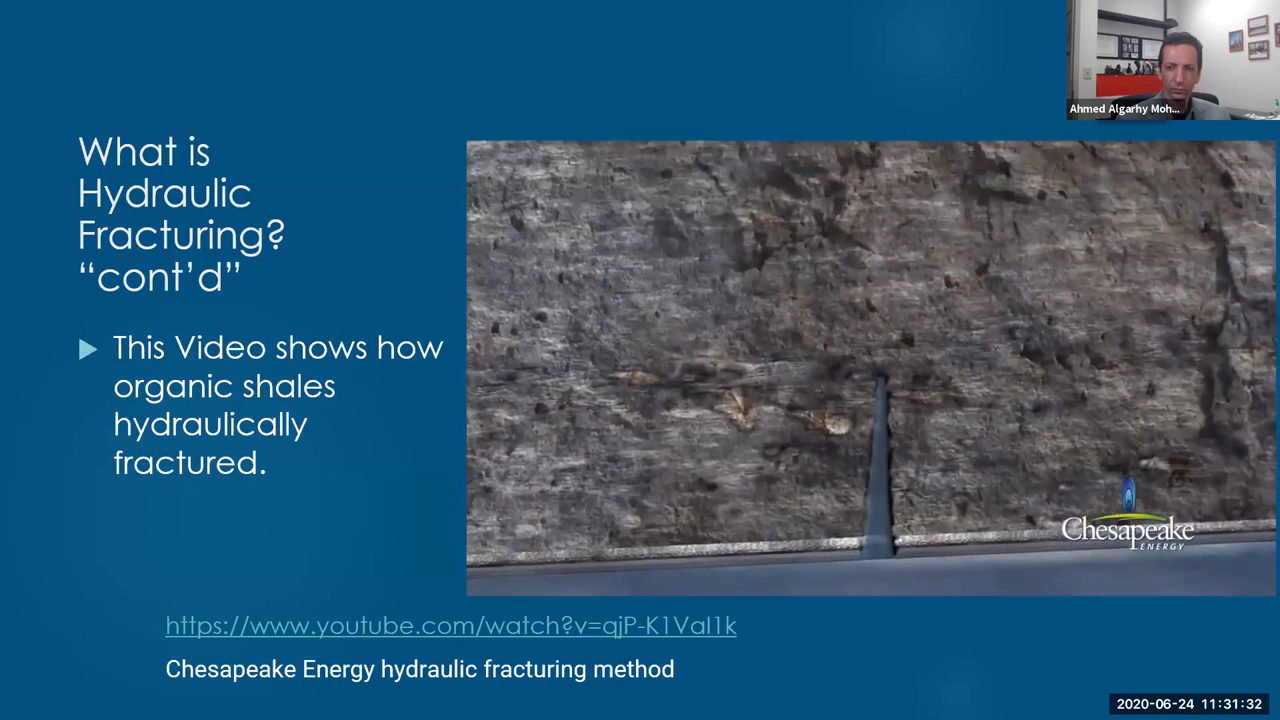 Ahmed Algarhy Moh...
What is
Hydraulic
Fracturing?
“cont’d”
This Video shows how
organic shales
hydraulically
fractured.
Chesapeake
ENERGY
https://www.youtube.com/watch?v=qjP-K1VaI1k
Chesapeake Energy hydraulic fracturing method
2020-06-24 11:31:32